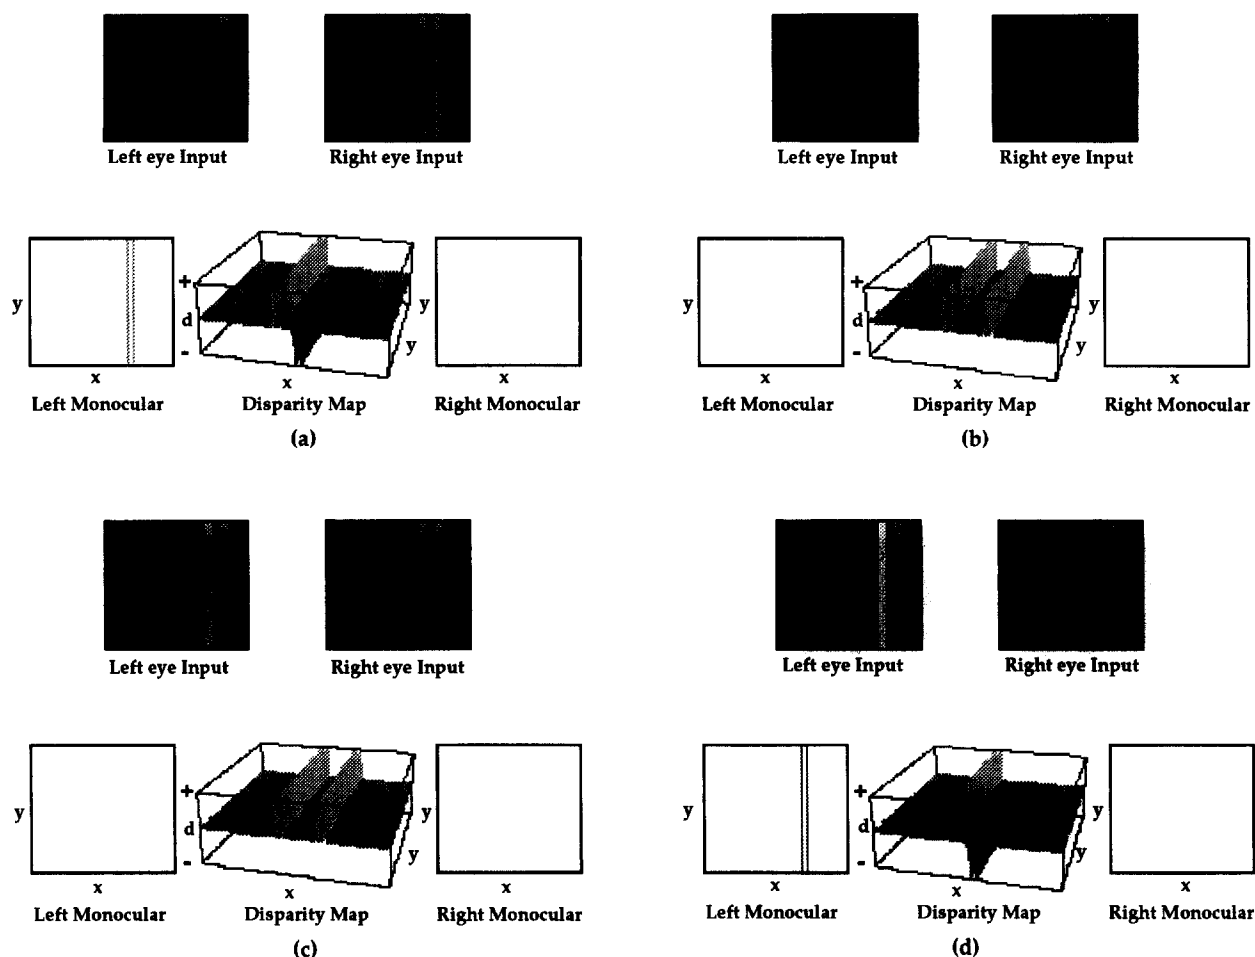 Left eye Input Right eye Input Left eye Input Right eye Input
+ +
y d y y d y
- y - y
x x x x x x
Left Monocular Disparity Map Right Monocular Left Monocular Disparity Map Right Monocular
(a) (b)
Left eye Input Right eye Input Left eye Input Right eye Input
+ +
y d y y d y
- y - y
x x x x x x
Left Monocular Disparity Map Right Monocular Left Monocular Disparity Map Right Monocular
(c) (d)